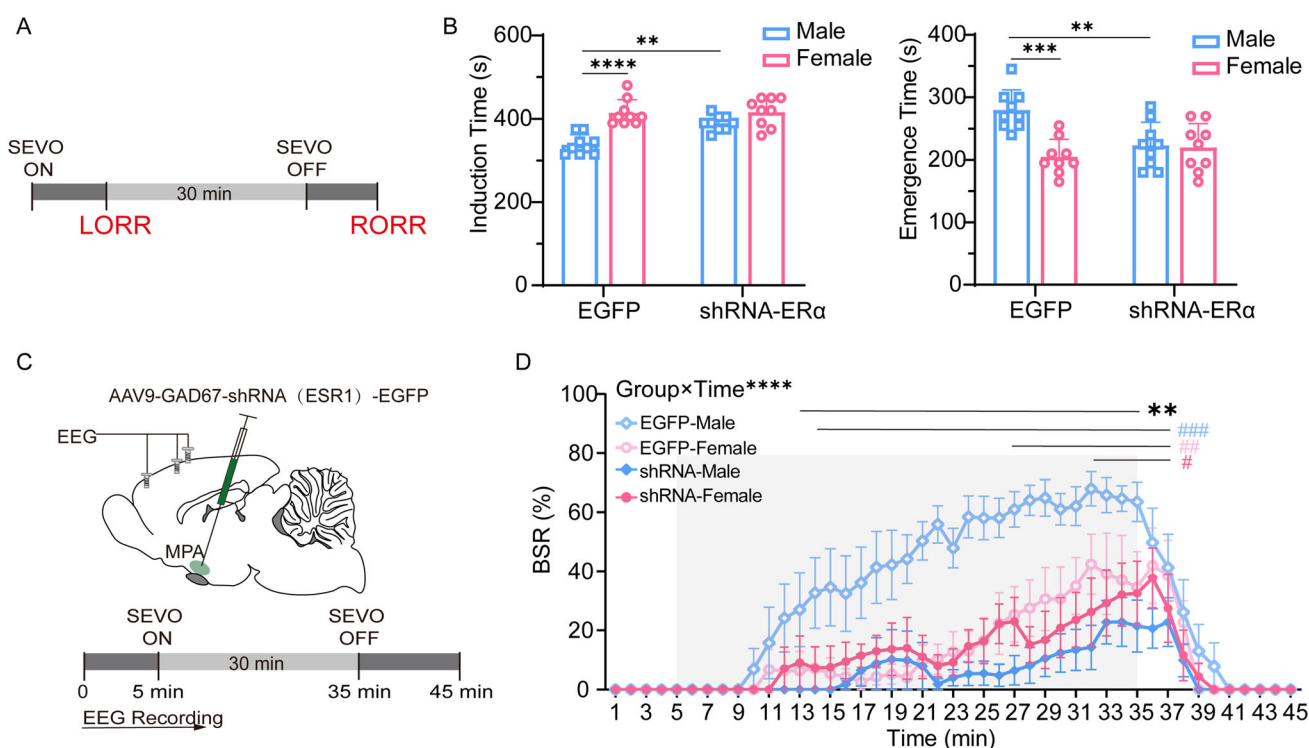 A
SEVO
ON
SEVO
OFF
30 min
LORR
RORR
B
Induction Time (s)
600
400
200
0
**
****
Male
Female
EGFP
shRNA-ERα
Emergence Time (s)
400
300
200
100
0
**
***
Male
Female
EGFP
shRNA-ERα
C
AAV9-GAD67-shRNA（ESR1）-EGFP
EEG
MPA
SEVO
ON
SEVO
OFF
30 min
0
5 min
35 min
45 min
EEG Recording
D
Group×Time****
EGFP-Male
EGFP-Female
shRNA-Male
shRNA-Female
**
###
##
#
BSR (%)
100
80
60
40
20
0
1 3 5 7 9 11 13 15 17 19 21 23 25 27 29 31 33 35 37 39 41 43 45
Time (min)